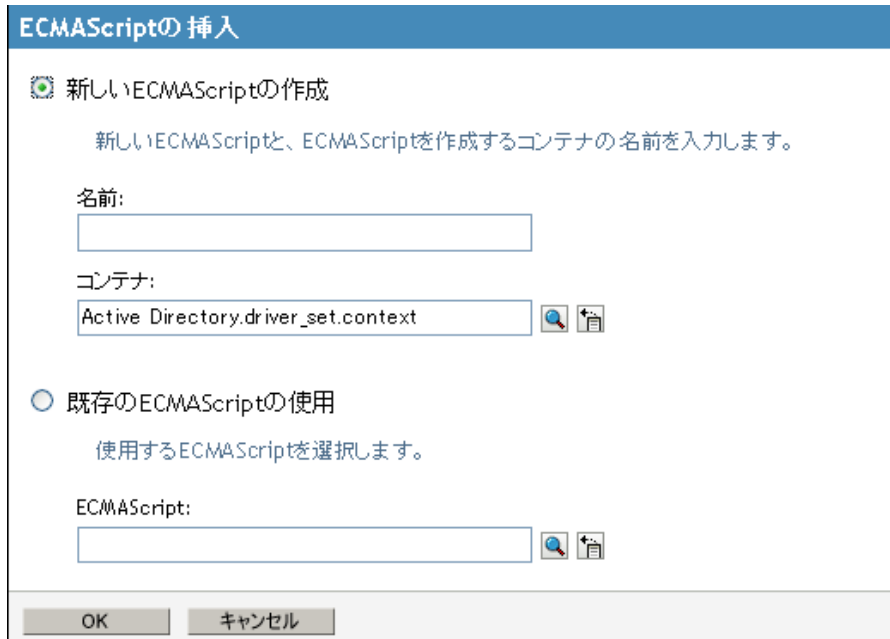 ECMAScriptの挿入
新しいECMAScriptの作成
新しいECMAScriptと、ECMAScriptを作成するコンテナの名前を入力します。
名前:
コンテナ:
Active Directory.driver_set.context
既存のECMAScriptの使用
使用するECMAScriptを選択します。
ECMAScript:
OK キャンセル